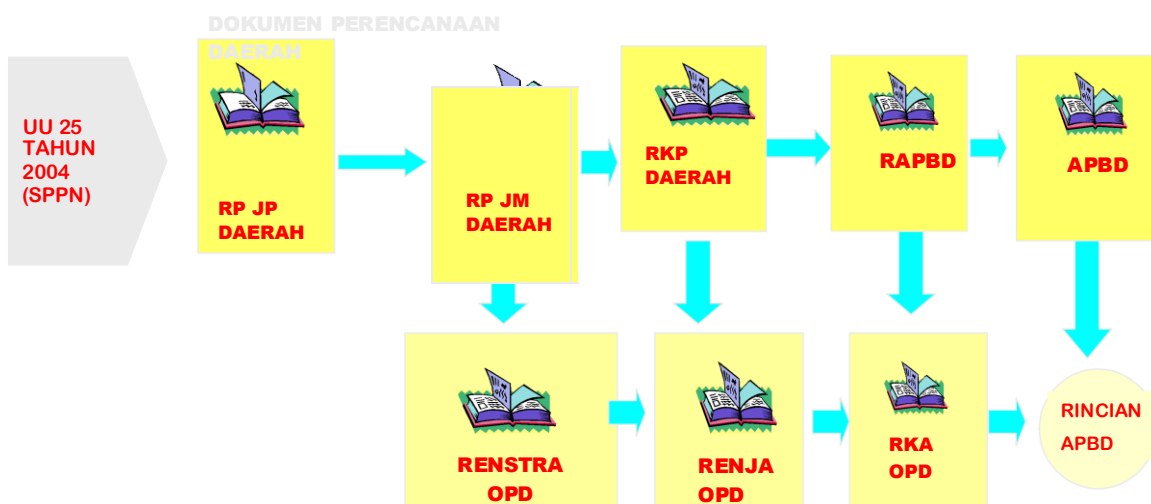 DOKUMEN PERENCANAAN
DAERAH
UU 25
TAHUN
2004
(SPPN)
RP JP
DAERAH
RP JM
DAERAH
RKP
DAERAH
RAPBD
APBD
RENSTRA
OPD
RENJA
OPD
RKA
OPD
RINCIAN
APBD